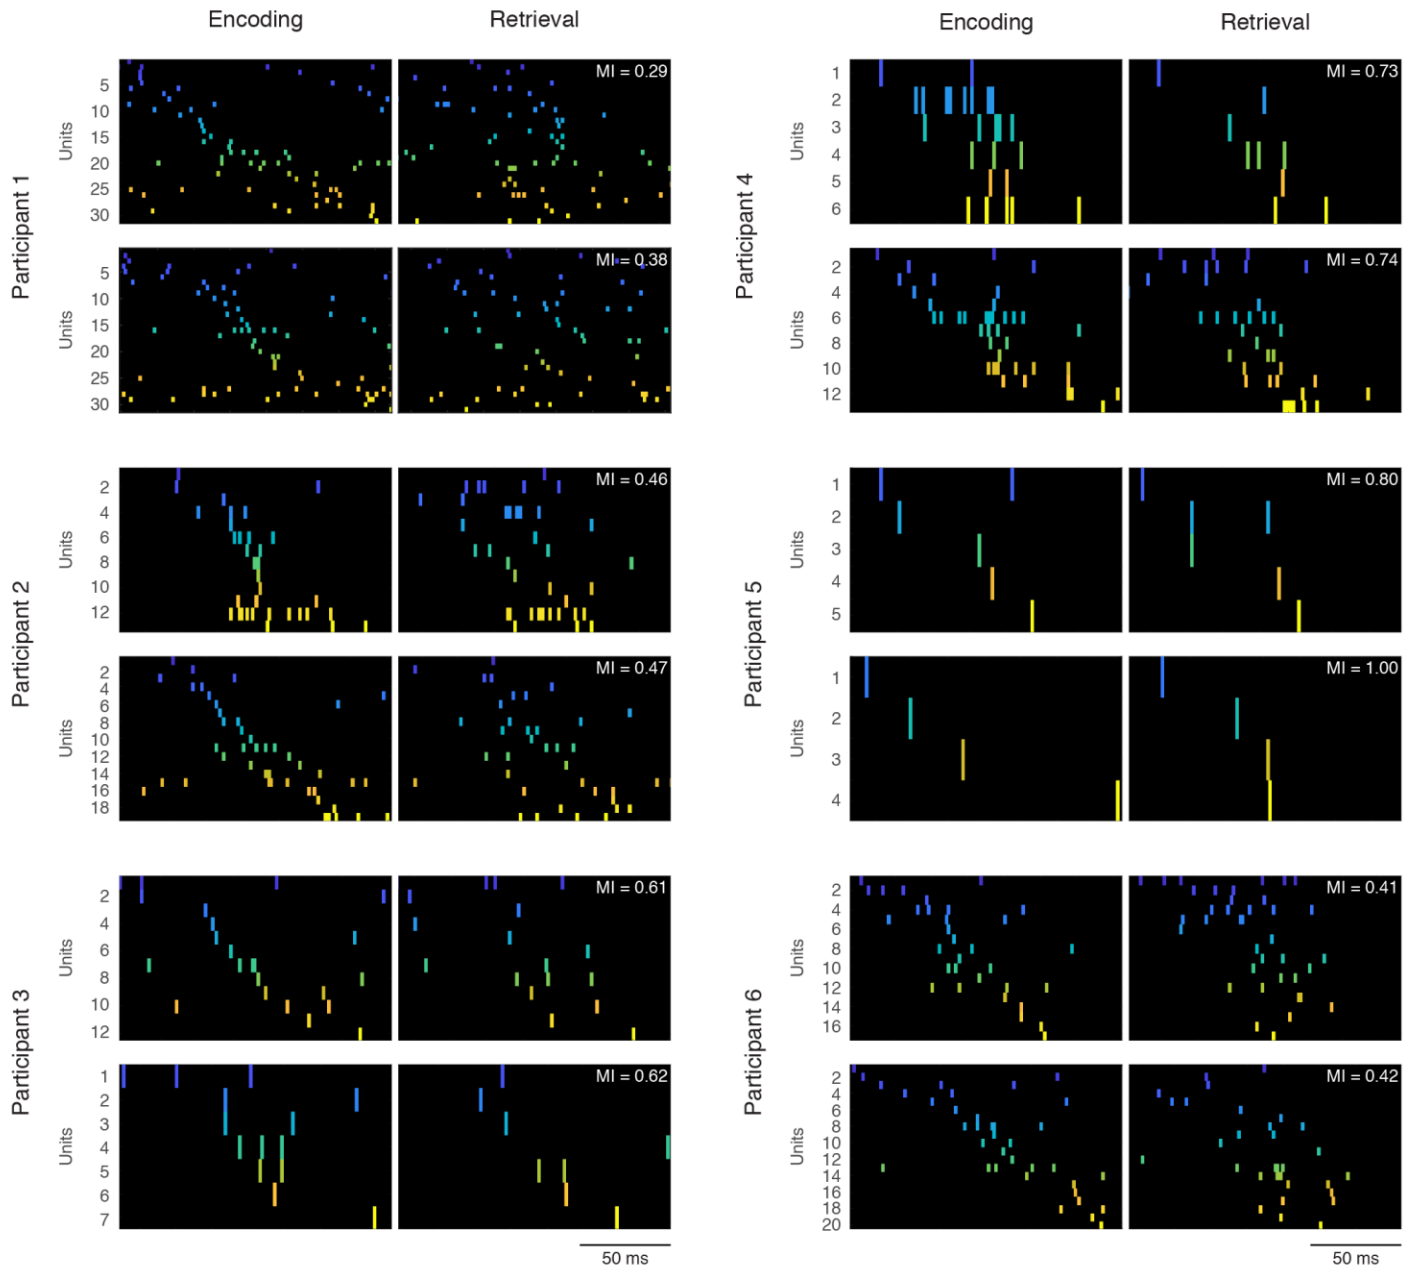 Encoding Retrieval
Participant 1
Units
5
10
15
20
25
30
MI = 0.29
Units
5
10
15
20
25
30
MI = 0.38
Participant 2
Units
2
4
6
8
10
12
MI = 0.46
Units
2
4
6
8
10
12
14
16
18
MI = 0.47
Participant 3
Units
2
4
6
8
10
12
MI = 0.61
Units
1
2
3
4
5
6
7
MI = 0.62
50 ms
Encoding Retrieval
Participant 4
Units
1
2
3
4
5
6
MI = 0.73
Units
2
4
6
8
10
12
MI = 0.74
Participant 5
Units
1
2
3
4
5
MI = 0.80
Units
1
2
3
4
MI = 1.00
Participant 6
Units
2
4
6
8
10
12
14
16
MI = 0.41
Units
2
4
6
8
10
12
14
16
18
20
MI = 0.42
50 ms